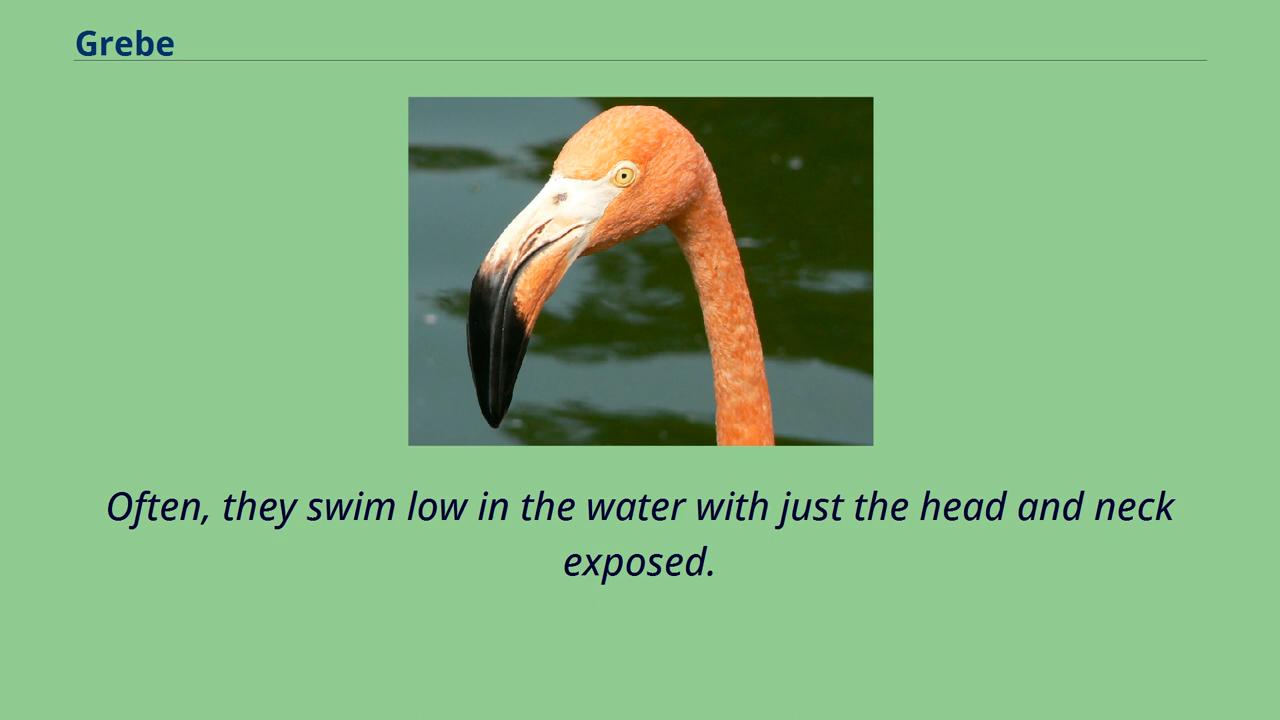 Grebe
Often, they swim low in the water with just the head and neck
exposed.